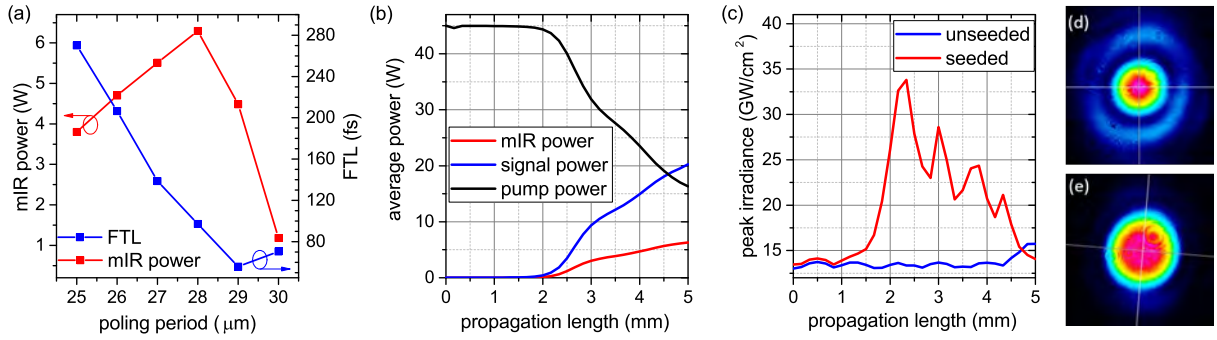 (a)
mIR power (W)
6
5
4
3
2
1
280
240
200
160
120
80
FTL (fs)
FTL
mIR power
25 26 27 28 29 30
poling period (μm)
(b)
average power (W)
40
30
20
10
0
mIR power
signal power
pump power
0 1 2 3 4 5
propagation length (mm)
(c)
peak irradiance (GW/cm²)
40
35
30
25
20
15
unseeded
seeded
0 1 2 3 4 5
propagation length (mm)
(d)
(e)